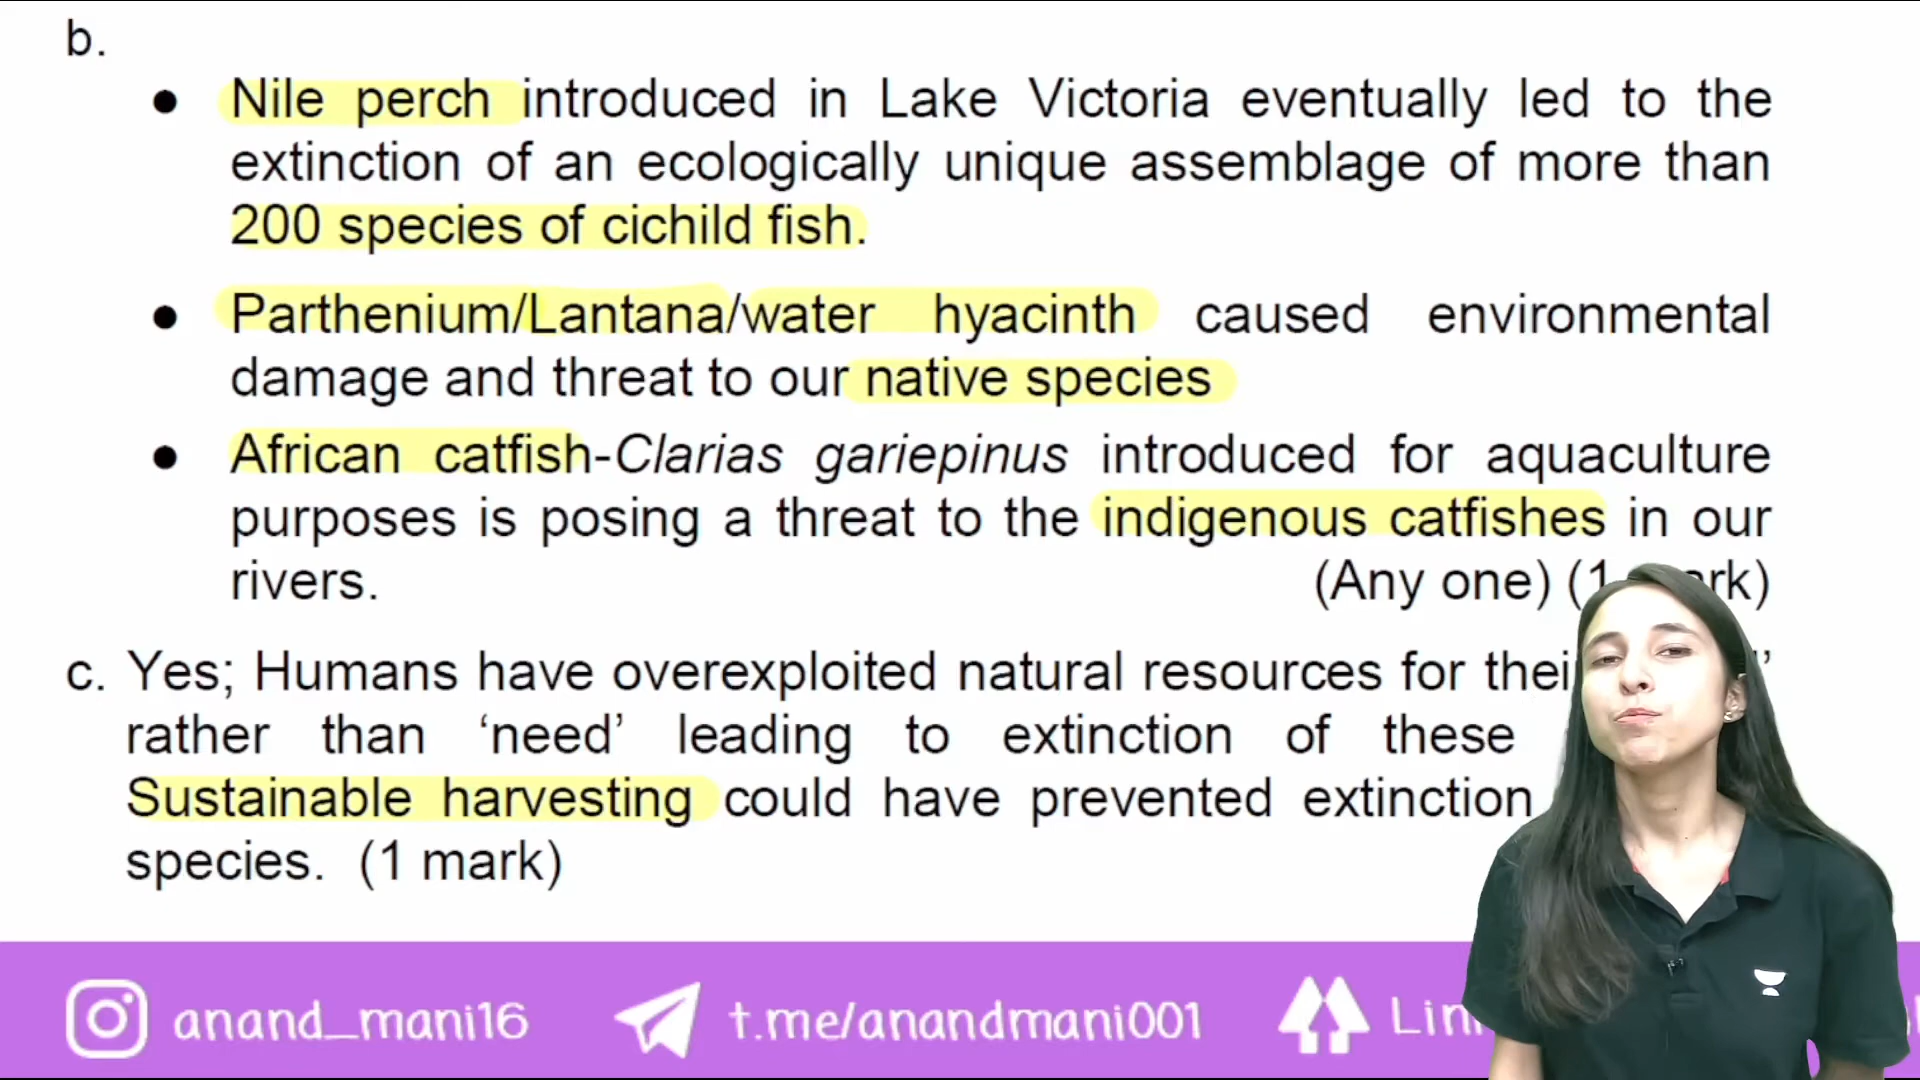 b.
● Nile perch introduced in Lake Victoria eventually led to the
extinction of an ecologically unique assemblage of more than
200 species of cichild fish.
● Parthenium/Lantana/water hyacinth caused environmental
damage and threat to our native species
● African catfish-Clarias gariepinus introduced for aquaculture
purposes is posing a threat to the indigenous catfishes in our
rivers. (Any one) (1
c. Yes; Humans have overexploited natural resources for
rather than ‘need’ leading to extinction of these
Sustainable harvesting could have prevented extinction
species. (1 mark)
anand_mani16 t.me/anandmani001